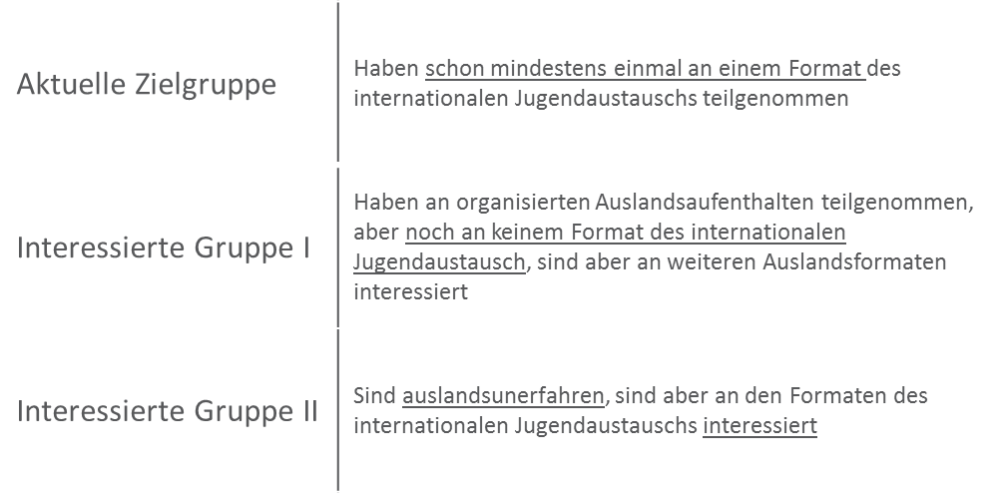 Aktuelle Zielgruppe
Haben schon mindestens einmal an einem Format des
internationalen Jugendaustauschs teilgenommen
Interessierte Gruppe I
Haben an organisierten Auslandsaufenthalten teilgenommen,
aber noch an keinem Format des internationalen
Jugendaustausch, sind aber an weiteren Auslandsformaten
interessiert
Interessierte Gruppe II
Sind auslandsunerfahren, sind aber an den Formaten des
internationalen Jugendaustauschs interessiert